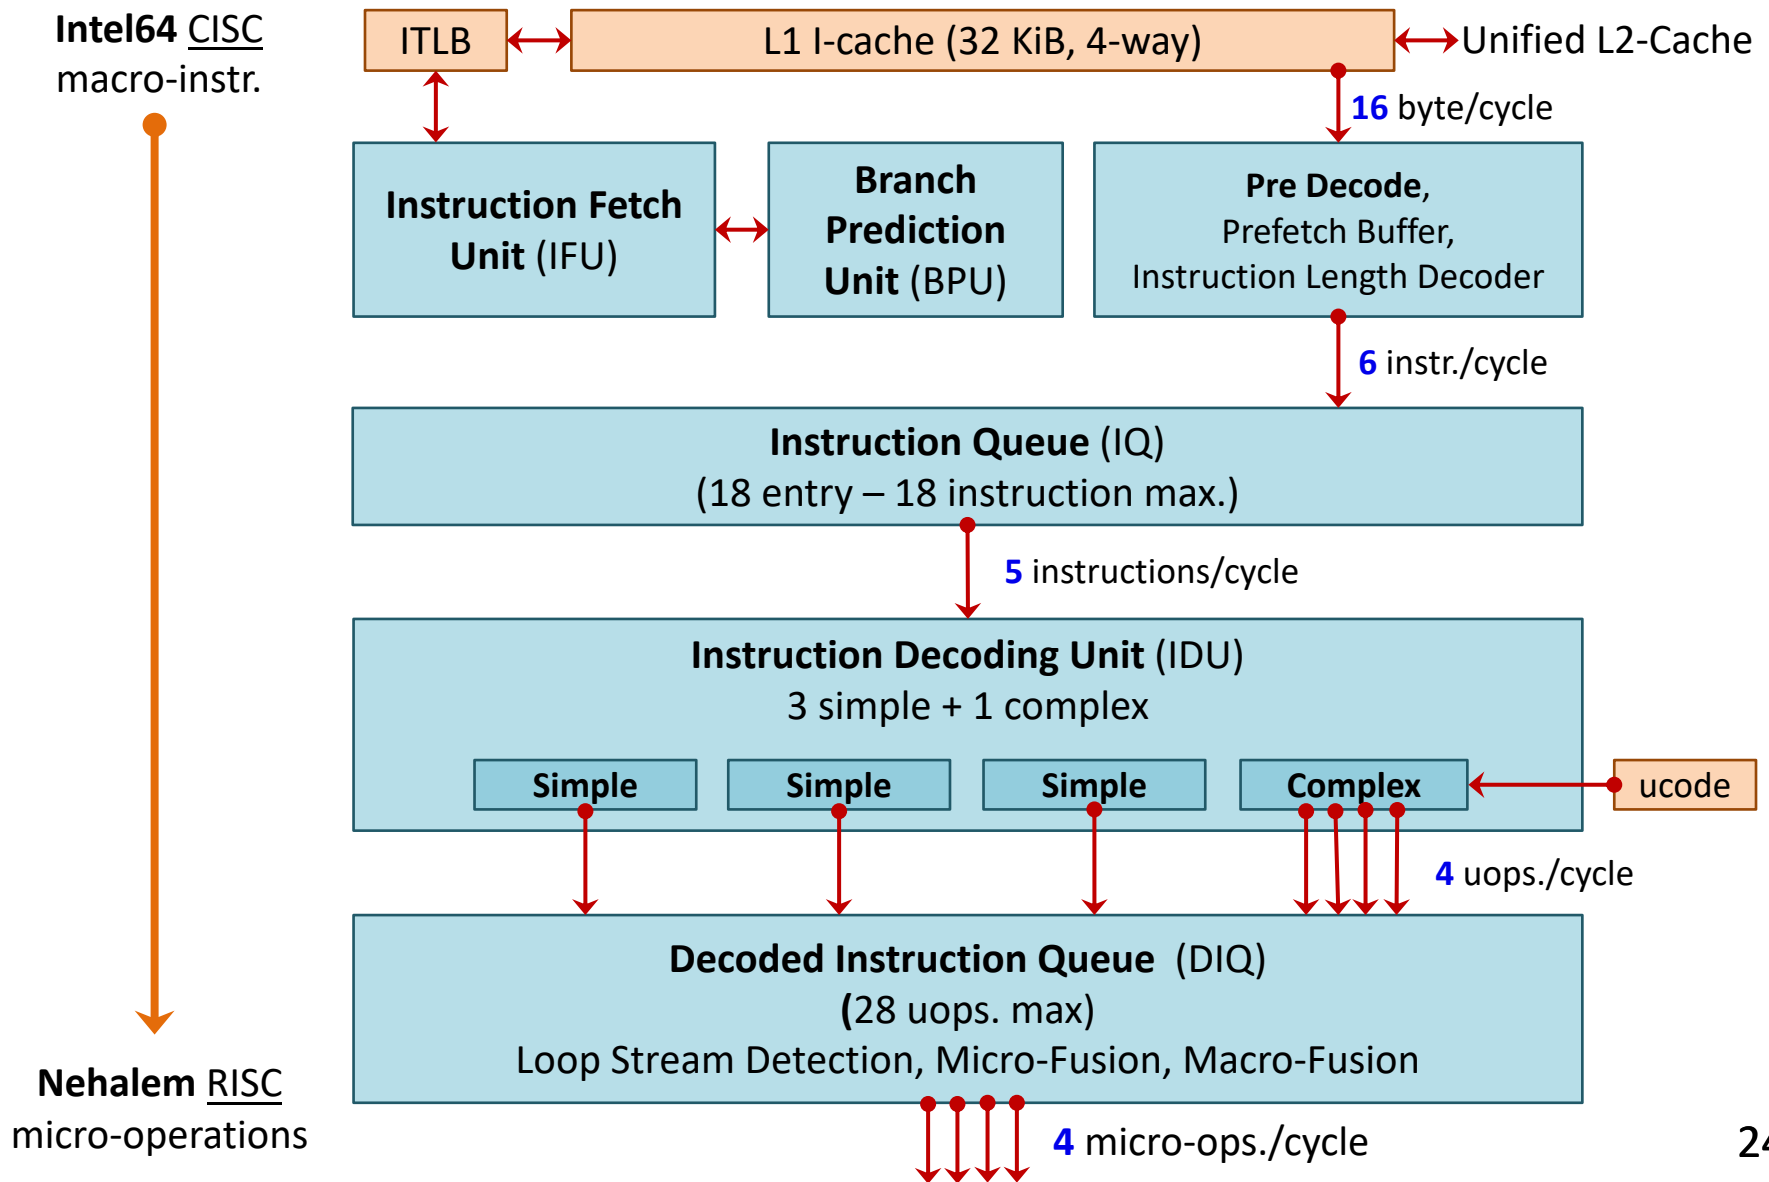 Intel64 CISC
macro-instr.
ITLB
L1 I-cache (32 KiB, 4-way)
Unified L2-Cache
16 byte/cycle
Instruction Fetch
Unit (IFU)
Branch
Prediction
Unit (BPU)
Pre Decode,
Prefetch Buffer,
Instruction Length Decoder
6 instr./cycle
Instruction Queue (IQ)
(18 entry – 18 instruction max.)
5 instructions/cycle
Instruction Decoding Unit (IDU)
3 simple + 1 complex
Simple
Simple
Simple
Complex
ucode
4 uops./cycle
Decoded Instruction Queue (DIQ)
(28 uops. max)
Loop Stream Detection, Micro-Fusion, Macro-Fusion
Nehalem RISC
micro-operations
4 micro-ops./cycle
24